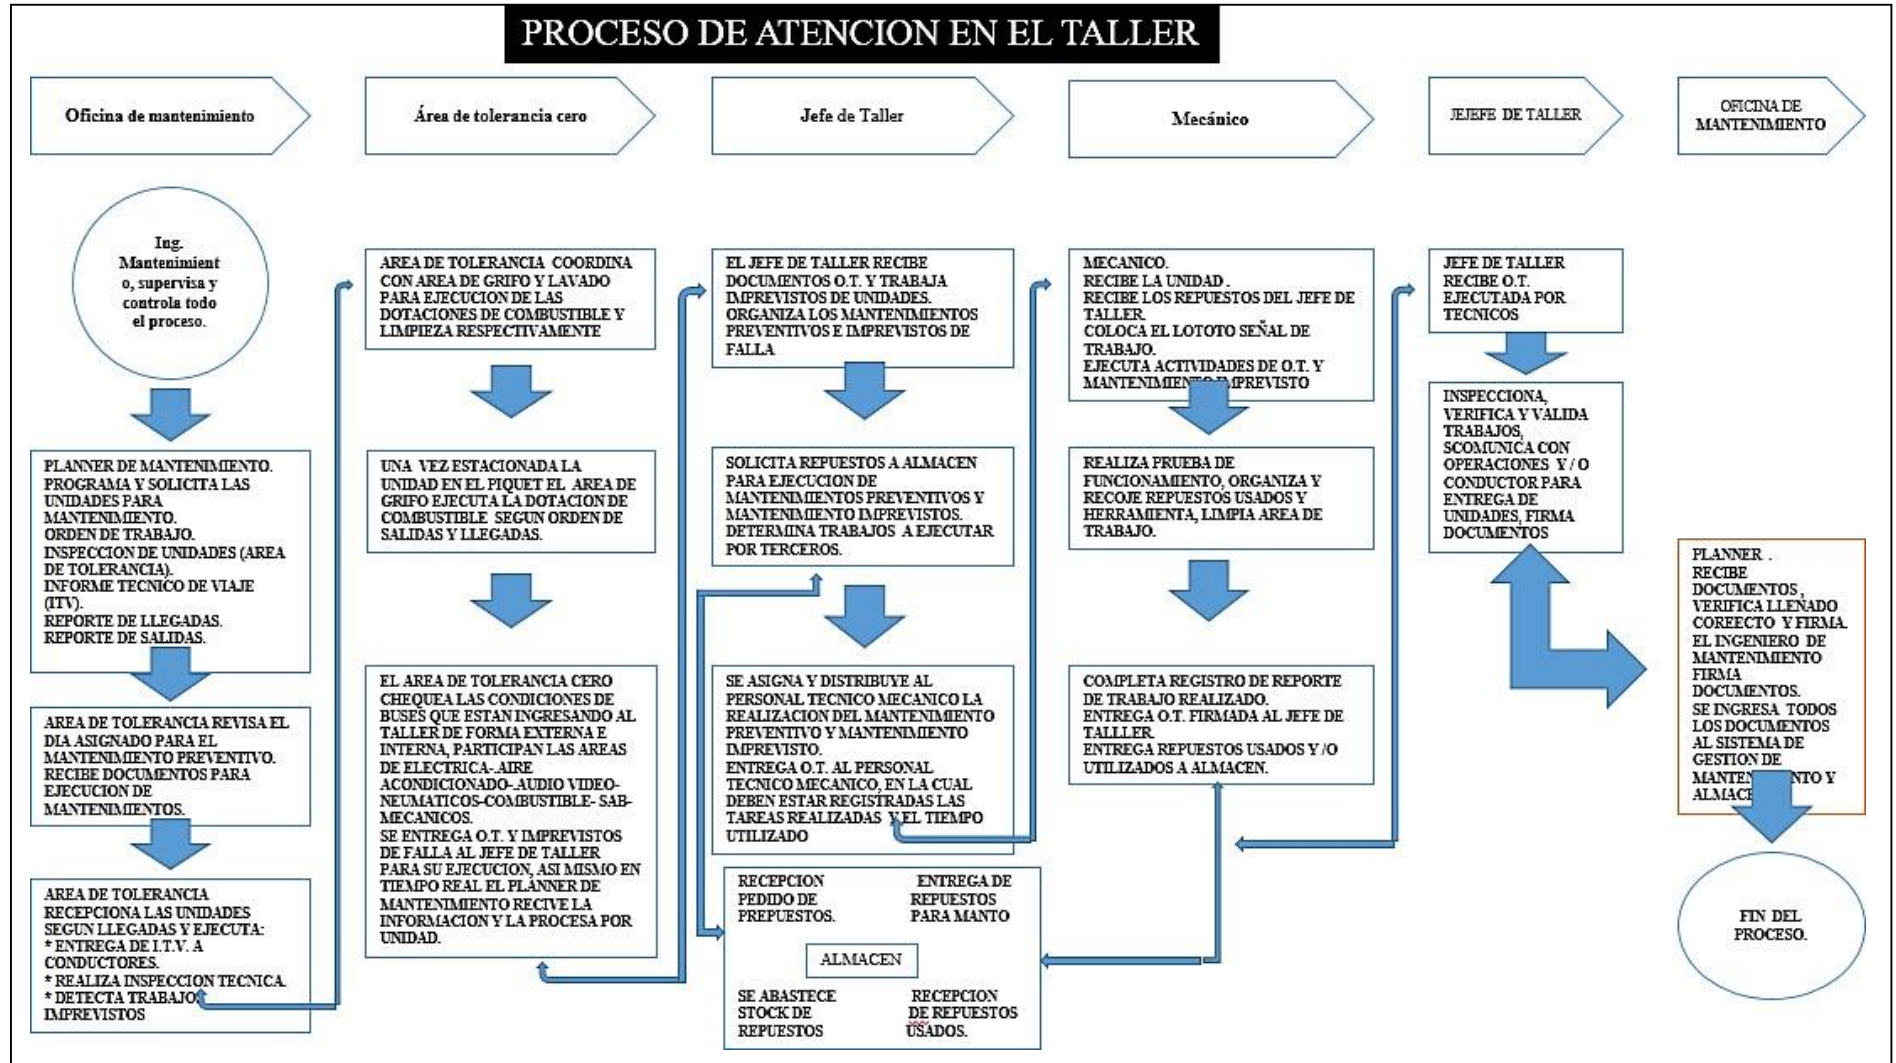 PROCESO DE ATENCION EN EL TALLER
Oficina de mantenimiento
Área de tolerancia cero
Jefe de Taller
Mecánico
JEJEFE DE TALLER
OFICINA DE
MANTENIMIENTO
Ing.
Mantenimient
o, supervisa y
controla todo
el proceso.
PLANNER DE MANTENIMIENTO.
PROGRAMA Y SOLICITA LAS
UNIDADES PARA
MANTENIMIENTO.
ORDEN DE TRABAJO.
INSPECCION DE UNIDADES (AREA
DE TOLERANCIA).
INFORME TECNICO DE VIAJE
(ITV).
REPORTE DE LLEGADAS.
REPORTE DE SALIDAS.
AREA DE TOLERANCIA REVISA EL
DIA ASIGNADO PARA EL
MANTENIMIENTO PREVENTIVO.
RECIBE DOCUMENTOS PARA
EJECUCION DE
MANTENIMIENTOS.
AREA DE TOLERANCIA
RECEPCIONA LAS UNIDADES
SEGUN LLEGADAS Y EJECUTA:
* ENTREGA DE I.T.V. A
CONDUCTORES.
* REALIZA INSPECCION TECNICA.
* DETECTA TRABAJOS
IMPREVISTOS
AREA DE TOLERANCIA COORDINA
CON AREA DE GRIFO Y LAVADO
PARA EJECUCION DE LAS
DOTACIONES DE COMBUSTIBLE Y
LIMPIEZA RESPECTIVAMENTE
UNA VEZ ESTACIONADA LA
UNIDAD EN EL PIQUET EL AREA DE
GRIFO EJECUTA LA DOTACION DE
COMBUSTIBLE SEGUN ORDEN DE
SALIDAS Y LLEGADAS.
EL AREA DE TOLERANCIA CERO
CHEQUEA LAS CONDICIONES DE
BUSES QUE ESTAN INGRESANDO AL
TALLER DE FORMA EXTERNA E
INTERNA, PARTICIPAN LAS AREAS
DE ELECTRICA-.AIRE
ACONDICIONADO-.AUDIO VIDEO-
NEUMATICOS-COMBUSTIBLE- SAB-
MECANICOS.
SE ENTREGA O.T. Y IMPREVISTOS
DE FALLA AL JEFE DE TALLER
PARA SU EJECUCION, ASI MISMO EN
TIEMPO REAL EL PLANNER DE
MANTENIMIENTO RECIVE LA
INFORMACION Y LA PROCESA POR
UNIDAD.
EL JEFE DE TALLER RECIBE
DOCUMENTOS O.T. Y TRABAJA
IMPREVISTOS DE UNIDADES.
ORGANIZA LOS MANTENIMIENTOS
PREVENTIVOS E IMPREVISTOS DE
FALLA
SOLICITA REPUESTOS A ALMACEN
PARA EJECUCION DE
MANTENIMIENTOS PREVENTIVOS Y
MANTENIMIENTO IMPREVISTOS.
DETERMINA TRABAJOS A EJECUTAR
POR TERCEROS.
SE ASIGNA Y DISTRIBUYE AL
PERSONAL TECNICO MECANICO LA
REALIZACION DEL MANTENIMIENTO
PREVENTIVO Y MANTENIMIENTO
IMPREVISTO.
ENTREGA O.T. AL PERSONAL
TECNICO MECANICO, EN LA CUAL
DEBEN ESTAR REGISTRADAS LAS
TAREAS REALIZADAS Y EL TIEMPO
UTILIZADO
RECEPCION
PEDIDO DE
PREPUESTOS.
ENTREGA DE
REPUESTOS
PARA MANTO
ALMACEN
SE ABASTECE
STOCK DE
REPUESTOS
RECEPCION
DE REPUESTOS
USADOS.
MECANICO.
RECIBE LA UNIDAD .
RECIBE LOS REPUESTOS DEL JEFE DE
TALLER.
COLOCA EL LOTOTO SEÑAL DE
TRABAJO.
EJECUTA ACTIVIDADES DE O.T. Y
MANTENIMIENTO IMPREVISTO
REALIZA PRUEBA DE
FUNCIONAMIENTO, ORGANIZA Y
RECOJE REPUESTOS USADOS Y
HERRAMIENTA, LIMPIA AREA DE
TRABAJO.
COMPLETA REGISTRO DE REPORTE
DE TRABAJO REALIZADO.
ENTREGA O.T. FIRMADA AL JEFE DE
TALLLER.
ENTREGA REPUESTOS USADOS Y /O
UTILIZADOS A ALMACEN.
JEFE DE TALLER
RECIBE O.T.
EJECUTADA POR
TECNICOS
INSPECCIONA,
VERIFICA Y VALIDA
TRABAJOS,
SCOMUNICA CON
OPERACIONES Y / O
CONDUCTOR PARA
ENTREGA DE
UNIDADES, FIRMA
DOCUMENTOS
PLANNER .
RECIBE
DOCUMENTOS ,
VERIFICA LLENADO
COREECTO Y FIRMA.
EL INGENIERO DE
MANTENIMIENTO
FIRMA
DOCUMENTOS.
SE INGRESA TODOS
LOS DOCUMENTOS
AL SISTEMA DE
GESTION DE
MANTENIMIENTO Y
ALMACEN
FIN DEL
PROCESO.